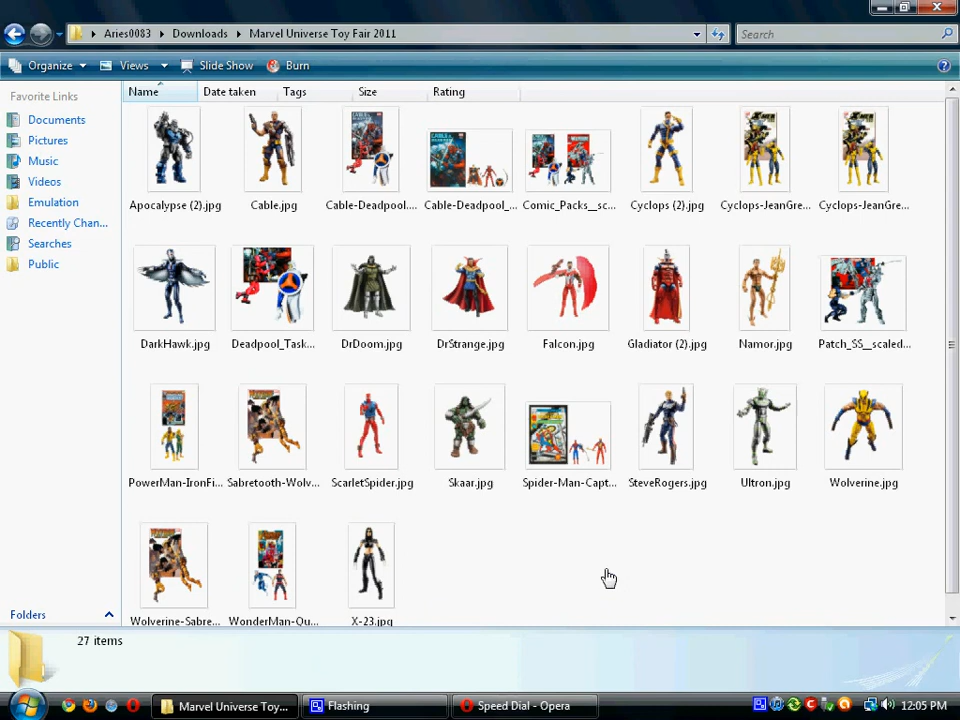 Aries0083 Downloads Marvel Universe Toy Fair 2011
Search
Organize Views Slide Show Burn
Favorite Links
Documents
Pictures
Music
Videos
Emulation
Recently Chan...
Searches
Public
Folders
Name Date taken Tags Size Rating
Apocalypse (2).jpg Cable.jpg Cable-Deadpool.... Cable-Deadpool_... Comic_Packs__sc... Cyclops (2).jpg Cyclops-JeanGre... Cyclops-JeanGre...
DarkHawk.jpg Deadpool_Task... DrDoom.jpg DrStrange.jpg Falcon.jpg Gladiator (2).jpg Namor.jpg Patch_SS__scaled...
PowerMan-IronFi... Sabretooth-Wolv... ScarletSpider.jpg Skaar.jpg Spider-Man-Capt... SteveRogers.jpg Ultron.jpg Wolverine.jpg
Wolverine-Sabre... WonderMan-Qu... X-23.jpg
27 items
Marvel Universe Toy... Flashing Speed Dial - Opera 12:05 PM